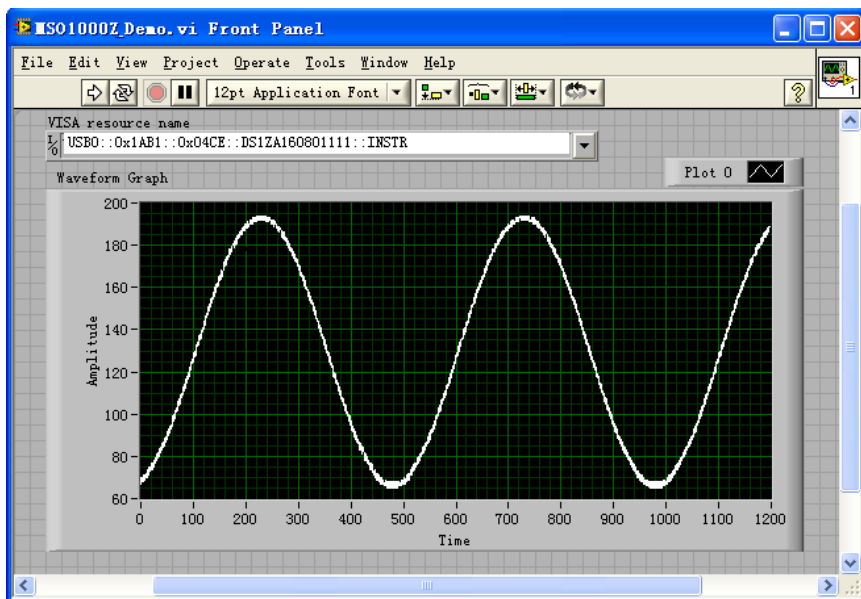 MSO1000Z_Demo.vi Front Panel
File Edit View Project Operate Tools Window Help
12pt Application Font
?
1
VISA resource name
I/O USB0::0x1AB1::0x04CE::DS1ZA160801111::INSTR
Waveform Graph
Plot 0
200
180
160
140
120
100
80
60
Amplitude
0 100 200 300 400 500 600 700 800 900 1000 1100 1200
Time